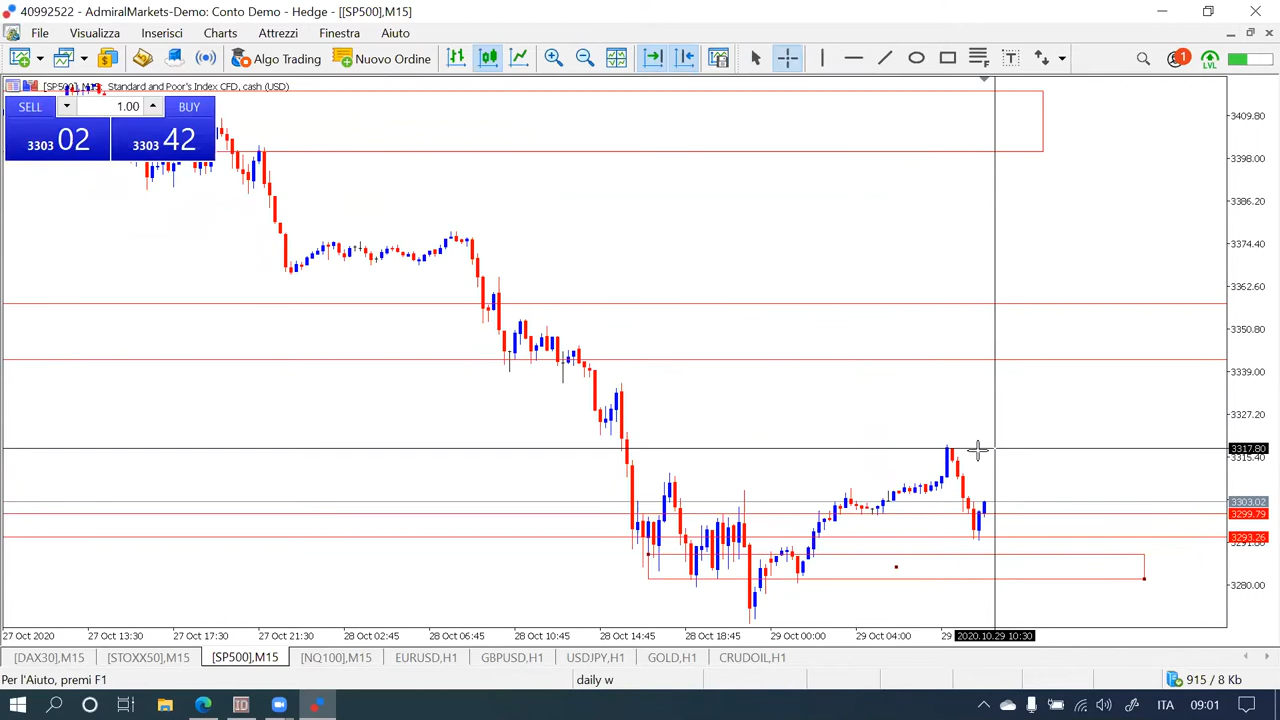 40992522 - AdmiralMarkets-Demo: Conto Demo - Hedge - [[SP500],M15]
File Visualizza Inserisci Charts Attrezzi Finestra Aiuto
Algo Trading Nuovo Ordine
1
LVL
[SP500], M15: Standard and Poor's Index CFD, cash (USD)
SELL 1.00 BUY
3303 02 3303 42
3409.80
3398.00
3386.20
3374.40
3362.60
3350.80
3339.00
3327.20
3317.80
3315.40
3303.02
3299.79
3293.26
3280.00
27 Oct 2020 27 Oct 13:30 27 Oct 17:30 27 Oct 21:30 28 Oct 02:45 28 Oct 06:45 28 Oct 10:45 28 Oct 14:45 28 Oct 18:45 29 Oct 00:00 29 Oct 04:00 29 2020.10.29 10:30
[DAX30],M15 [STOXX50],M15 [SP500],M15 [NQ100],M15 EURUSD,H1 GBPUSD,H1 USDJPY,H1 GOLD,H1 CRUDOIL,H1
Per l'Aiuto, premi F1 daily w 915 / 8 Kb
ITA 09:01